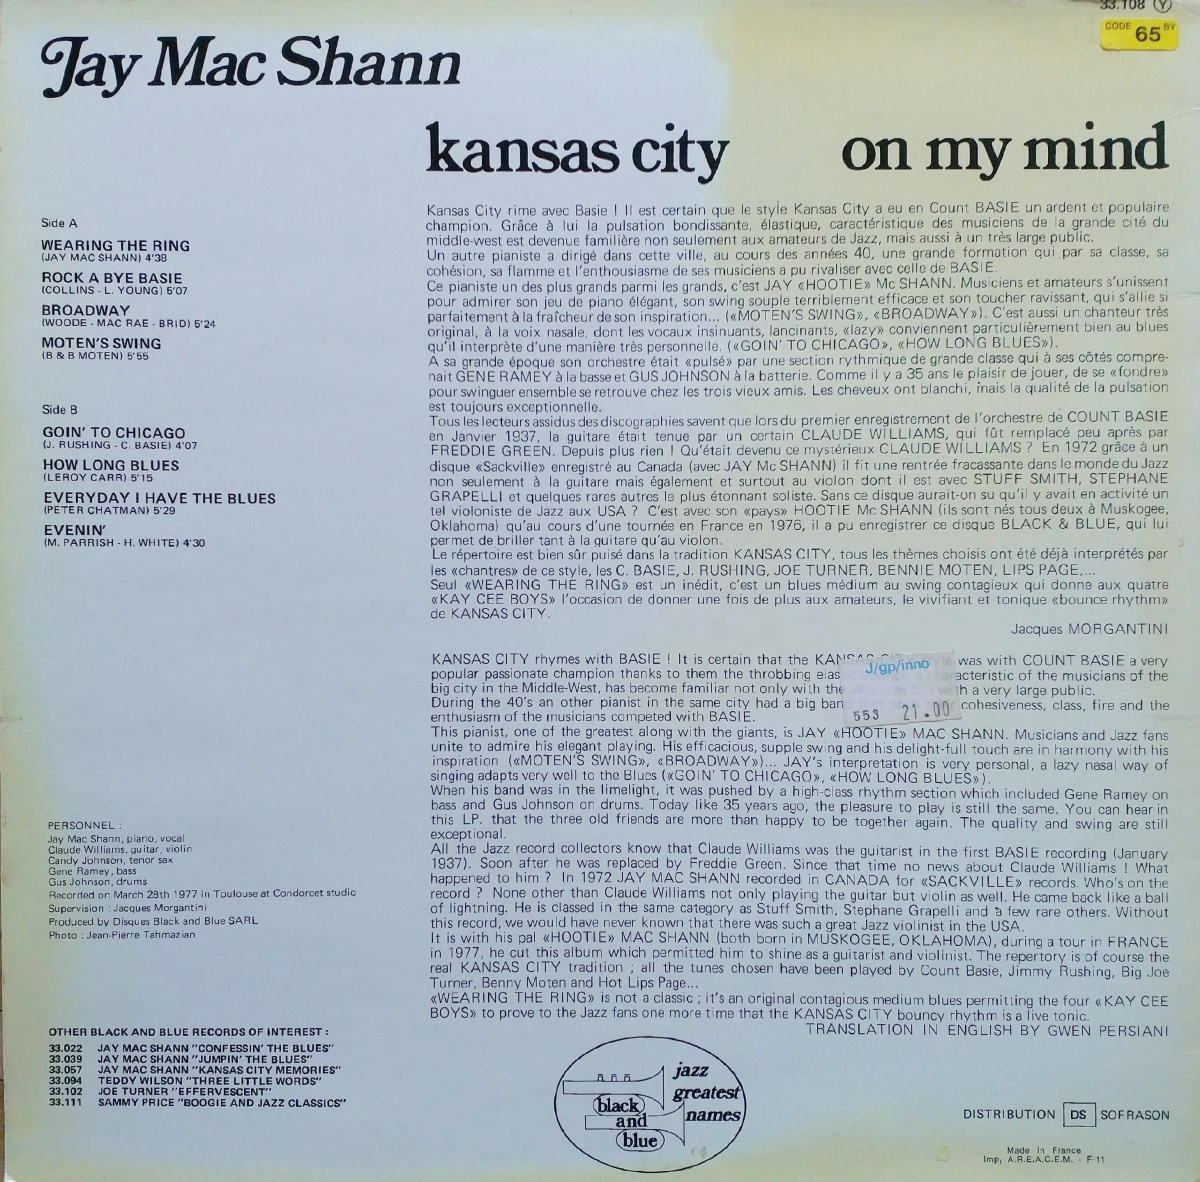 33.108 (Y)
CODE 65 BY
Jay Mac Shann
kansas city on my mind
Side A
WEARING THE RING
(JAY MAC SHANN) 4'38
ROCK A BYE BASIE
(COLLINS - L. YOUNG) 5'07
BROADWAY
(WOODE - MAC RAE - BRID) 5'24
MOTEN'S SWING
(B & B MOTEN) 5'55
Side B
GOIN' TO CHICAGO
(J. RUSHING - C. BASIE) 4'07
HOW LONG BLUES
(LEROY CARR) 5'15
EVERYDAY I HAVE THE BLUES
(PETER CHATMAN) 5'29
EVENIN'
(M. PARRISH - H. WHITE) 4'30
PERSONNEL :
Jay Mac Shann, piano, vocal
Claude Williams, guitar, violin
Candy Johnson, tenor sax
Gene Ramey, bass
Gus Johnson, drums
Recorded on March 28th 1977 in Toulouse at Condorcet studio
Supervision : Jacques Morgantini
Produced by Disques Black and Blue SARL
Photo : Jean-Pierre Tahmazian
OTHER BLACK AND BLUE RECORDS OF INTEREST :
33.022 JAY MAC SHANN "CONFESSIN' THE BLUES"
33.039 JAY MAC SHANN "JUMPIN' THE BLUES"
33.057 JAY MAC SHANN "KANSAS CITY MEMORIES"
33.094 TEDDY WILSON "THREE LITTLE WORDS"
33.102 JOE TURNER "EFFERVESCENT"
33.111 SAMMY PRICE "BOOGIE AND JAZZ CLASSICS"
Kansas City rime avec Basie ! Il est certain que le style Kansas City a eu en Count BASIE un ardent et populaire
champion. Grâce à lui la pulsation bondissante, élastique, caractéristique des musiciens de la grande cité du
middle-west est devenue familière non seulement aux amateurs de Jazz, mais aussi à un très large public.
Un autre pianiste a dirigé dans cette ville, au cours des années 40, une grande formation qui par sa classe, sa
cohésion, sa flamme et l'enthousiasme de ses musiciens a pu rivaliser avec celle de BASIE.
Ce pianiste un des plus grands parmi les grands, c'est JAY «HOOTIE» Mc SHANN. Musiciens et amateurs s'unissent
pour admirer son jeu de piano élégant, son swing souple terriblement efficace et son toucher ravissant, qui s'allie si
parfaitement à la fraîcheur de son inspiration... («MOTEN'S SWING», «BROADWAY»). C'est aussi un chanteur très
original, à la voix nasale, dont les vocaux insinuants, lancinants, «lazy» conviennent particulièrement bien au blues
qu'il interprète d'une manière très personnelle. («GOIN' TO CHICAGO», «HOW LONG BLUES»).
A sa grande époque son orchestre était «pulsé» par une section rythmique de grande classe qui à ses côtés compre-
nait GENE RAMEY à la basse et GUS JOHNSON à la batterie. Comme il y a 35 ans le plaisir de jouer, de se «fondre»
pour swinguer ensemble se retrouve chez les trois vieux amis. Les cheveux ont blanchi, mais la qualité de la pulsation
est toujours exceptionnelle.
Tous les lecteurs assidus des discographies savent que lors du premier enregistrement de l'orchestre de COUNT BASIE
en Janvier 1937, la guitare était tenue par un certain CLAUDE WILLIAMS, qui fût remplacé peu après par
FREDDIE GREEN. Depuis plus rien ! Qu'était devenu ce mystérieux CLAUDE WILLIAMS ? En 1972 grâce à un
disque «Sackville» enregistré au Canada (avec JAY Mc SHANN) il fit une rentrée fracassante dans le monde du Jazz
non seulement à la guitare mais également et surtout au violon dont il est avec STUFF SMITH, STEPHANE
GRAPELLI et quelques rares autres le plus étonnant soliste. Sans ce disque aurait-on su qu'il y avait en activité un
tel violoniste de Jazz aux USA ? C'est avec son «pays» HOOTIE Mc SHANN (ils sont nés tous deux à Muskogee,
Oklahoma) qu'au cours d'une tournée en France en 1976, il a pu enregistrer ce disque BLACK & BLUE, qui lui
permet de briller tant à la guitare qu'au violon.
Le répertoire est bien sûr puisé dans la tradition KANSAS CITY, tous les thèmes choisis ont été déjà interprétés par
les «chantres» de ce style, les C. BASIE, J. RUSHING, JOE TURNER, BENNIE MOTEN, LIPS PAGE,...
Seul «WEARING THE RING» est un inédit, c'est un blues médium au swing contagieux qui donne aux quatre
«KAY CEE BOYS» l'occasion de donner une fois de plus aux amateurs, le vivifiant et tonique «bounce rhythm»
de KANSAS CITY.
Jacques MORGANTINI
KANSAS CITY rhymes with BASIE ! It is certain that the KANSAS was with COUNT BASIE a very
popular passionate champion thanks to them the throbbing of the musicians of the
big city in the Middle-West, has become familiar not only with the with a very large public.
During the 40's an other pianist in the same city had a big cohesiveness, class, fire and the
enthusiasm of the musicians competed with BASIE.
J/gp/inno
553 21.00
This pianist, one of the greatest along with the giants, is JAY «HOOTIE» MAC SHANN. Musicians and Jazz fans
unite to admire his elegant playing. His efficacious, supple swing and his delight-full touch are in harmony with his
inspiration («MOTEN'S SWING», «BROADWAY»)... JAY's interpretation is very personal, a lazy nasal way of
singing adapts very well to the Blues («GOIN' TO CHICAGO», «HOW LONG BLUES»).
When his band was in the limelight, it was pushed by a high-class rhythm section which included Gene Ramey on
bass and Gus Johnson on drums. Today like 35 years ago, the pleasure to play is still the same. You can hear in
this LP. that the three old friends are more than happy to be together again. The quality and swing are still
exceptional.
All the Jazz record collectors know that Claude Williams was the guitarist in the first BASIE recording (January
1937). Soon after he was replaced by Freddie Green. Since that time no news about Claude Williams ! What
happened to him ? In 1972 JAY MAC SHANN recorded in CANADA for «SACKVILLE» records. Who's on the
record ? None other than Claude Williams not only playing the guitar but violin as well. He came back like a ball
of lightning. He is classed in the same category as Stuff Smith, Stephane Grapelli and a few rare others. Without
this record, we would have never known that there was such a great Jazz violinist in the USA.
It is with his pal «HOOTIE» MAC SHANN (both born in MUSKOGEE, OKLAHOMA), during a tour in FRANCE
in 1977, he cut this album which permitted him to shine as a guitarist and violinist. The repertory is of course the
real KANSAS CITY tradition ; all the tunes chosen have been played by Count Basie, Jimmy Rushing, Big Joe
Turner, Benny Moten and Hot Lips Page...
«WEARING THE RING» is not a classic ; it's an original contagious medium blues permitting the four «KAY CEE
BOYS» to prove to the Jazz fans one more time that the KANSAS CITY bouncy rhythm is a live tonic.
TRANSLATION IN ENGLISH BY GWEN PERSIANI
black
and
blue
jazz
greatest
names
DISTRIBUTION DS SOFRASON
Made in France
Imp. A.R.E.A.C.E.M. - F-11